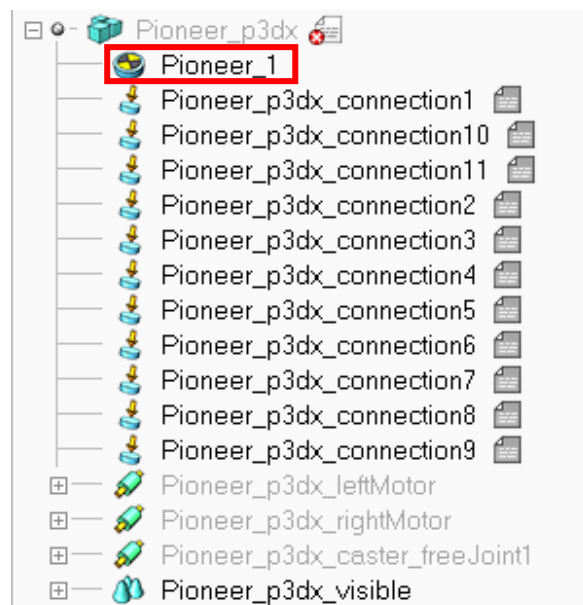 Pioneer_p3dx
Pioneer_1
Pioneer_p3dx_connection1
Pioneer_p3dx_connection10
Pioneer_p3dx_connection11
Pioneer_p3dx_connection2
Pioneer_p3dx_connection3
Pioneer_p3dx_connection4
Pioneer_p3dx_connection5
Pioneer_p3dx_connection6
Pioneer_p3dx_connection7
Pioneer_p3dx_connection8
Pioneer_p3dx_connection9
Pioneer_p3dx_leftMotor
Pioneer_p3dx_rightMotor
Pioneer_p3dx_caster_freeJoint1
Pioneer_p3dx_visible